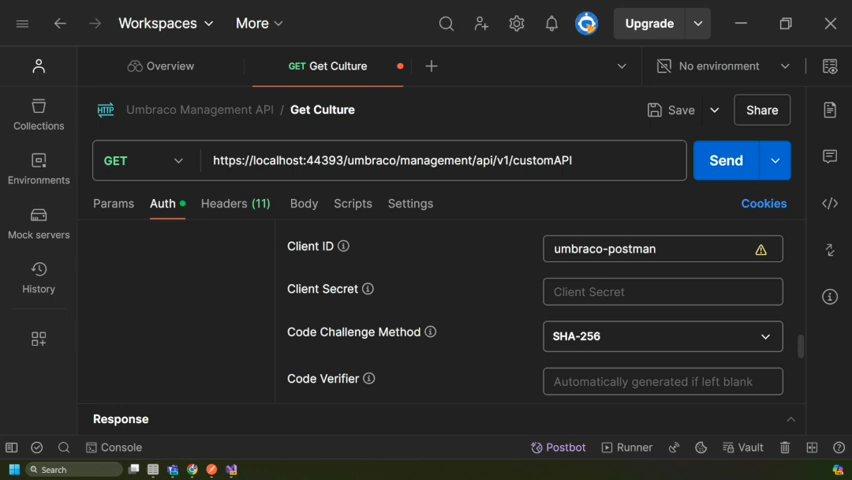 Workspaces More Upgrade
Overview GET Get Culture No environment
Umbraco Management API / Get Culture Save Share
Collections
GET https://localhost:44393/umbraco/management/api/v1/customAPI Send
Environments
Params Auth Headers (11) Body Scripts Settings Cookies
Mock servers
Client ID umbraco-postman
History
Client Secret Client Secret
Code Challenge Method SHA-256
Code Verifier Automatically generated if left blank
Response
Console Postbot Runner Vault
Search